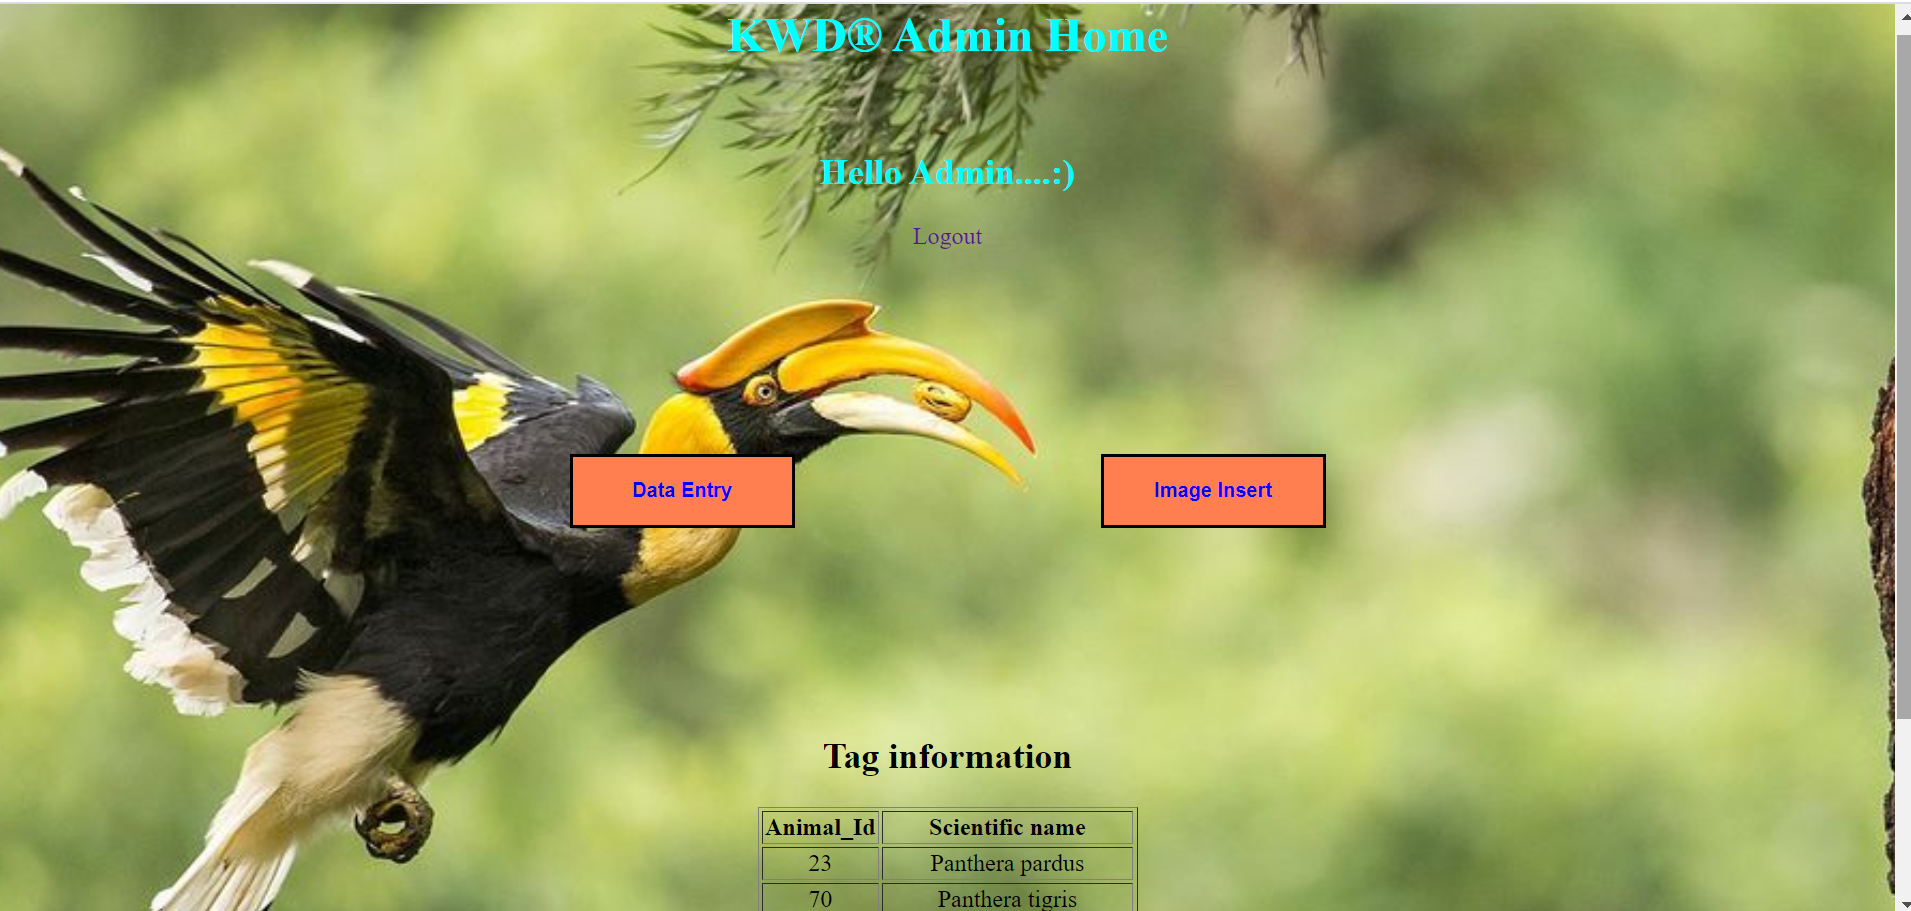 KWD® Admin Home
Hello Admin....:)
Logout
Data Entry Image Insert
Tag information
Animal_Id Scientific name
23 Panthera pardus
70 Panthera tigris